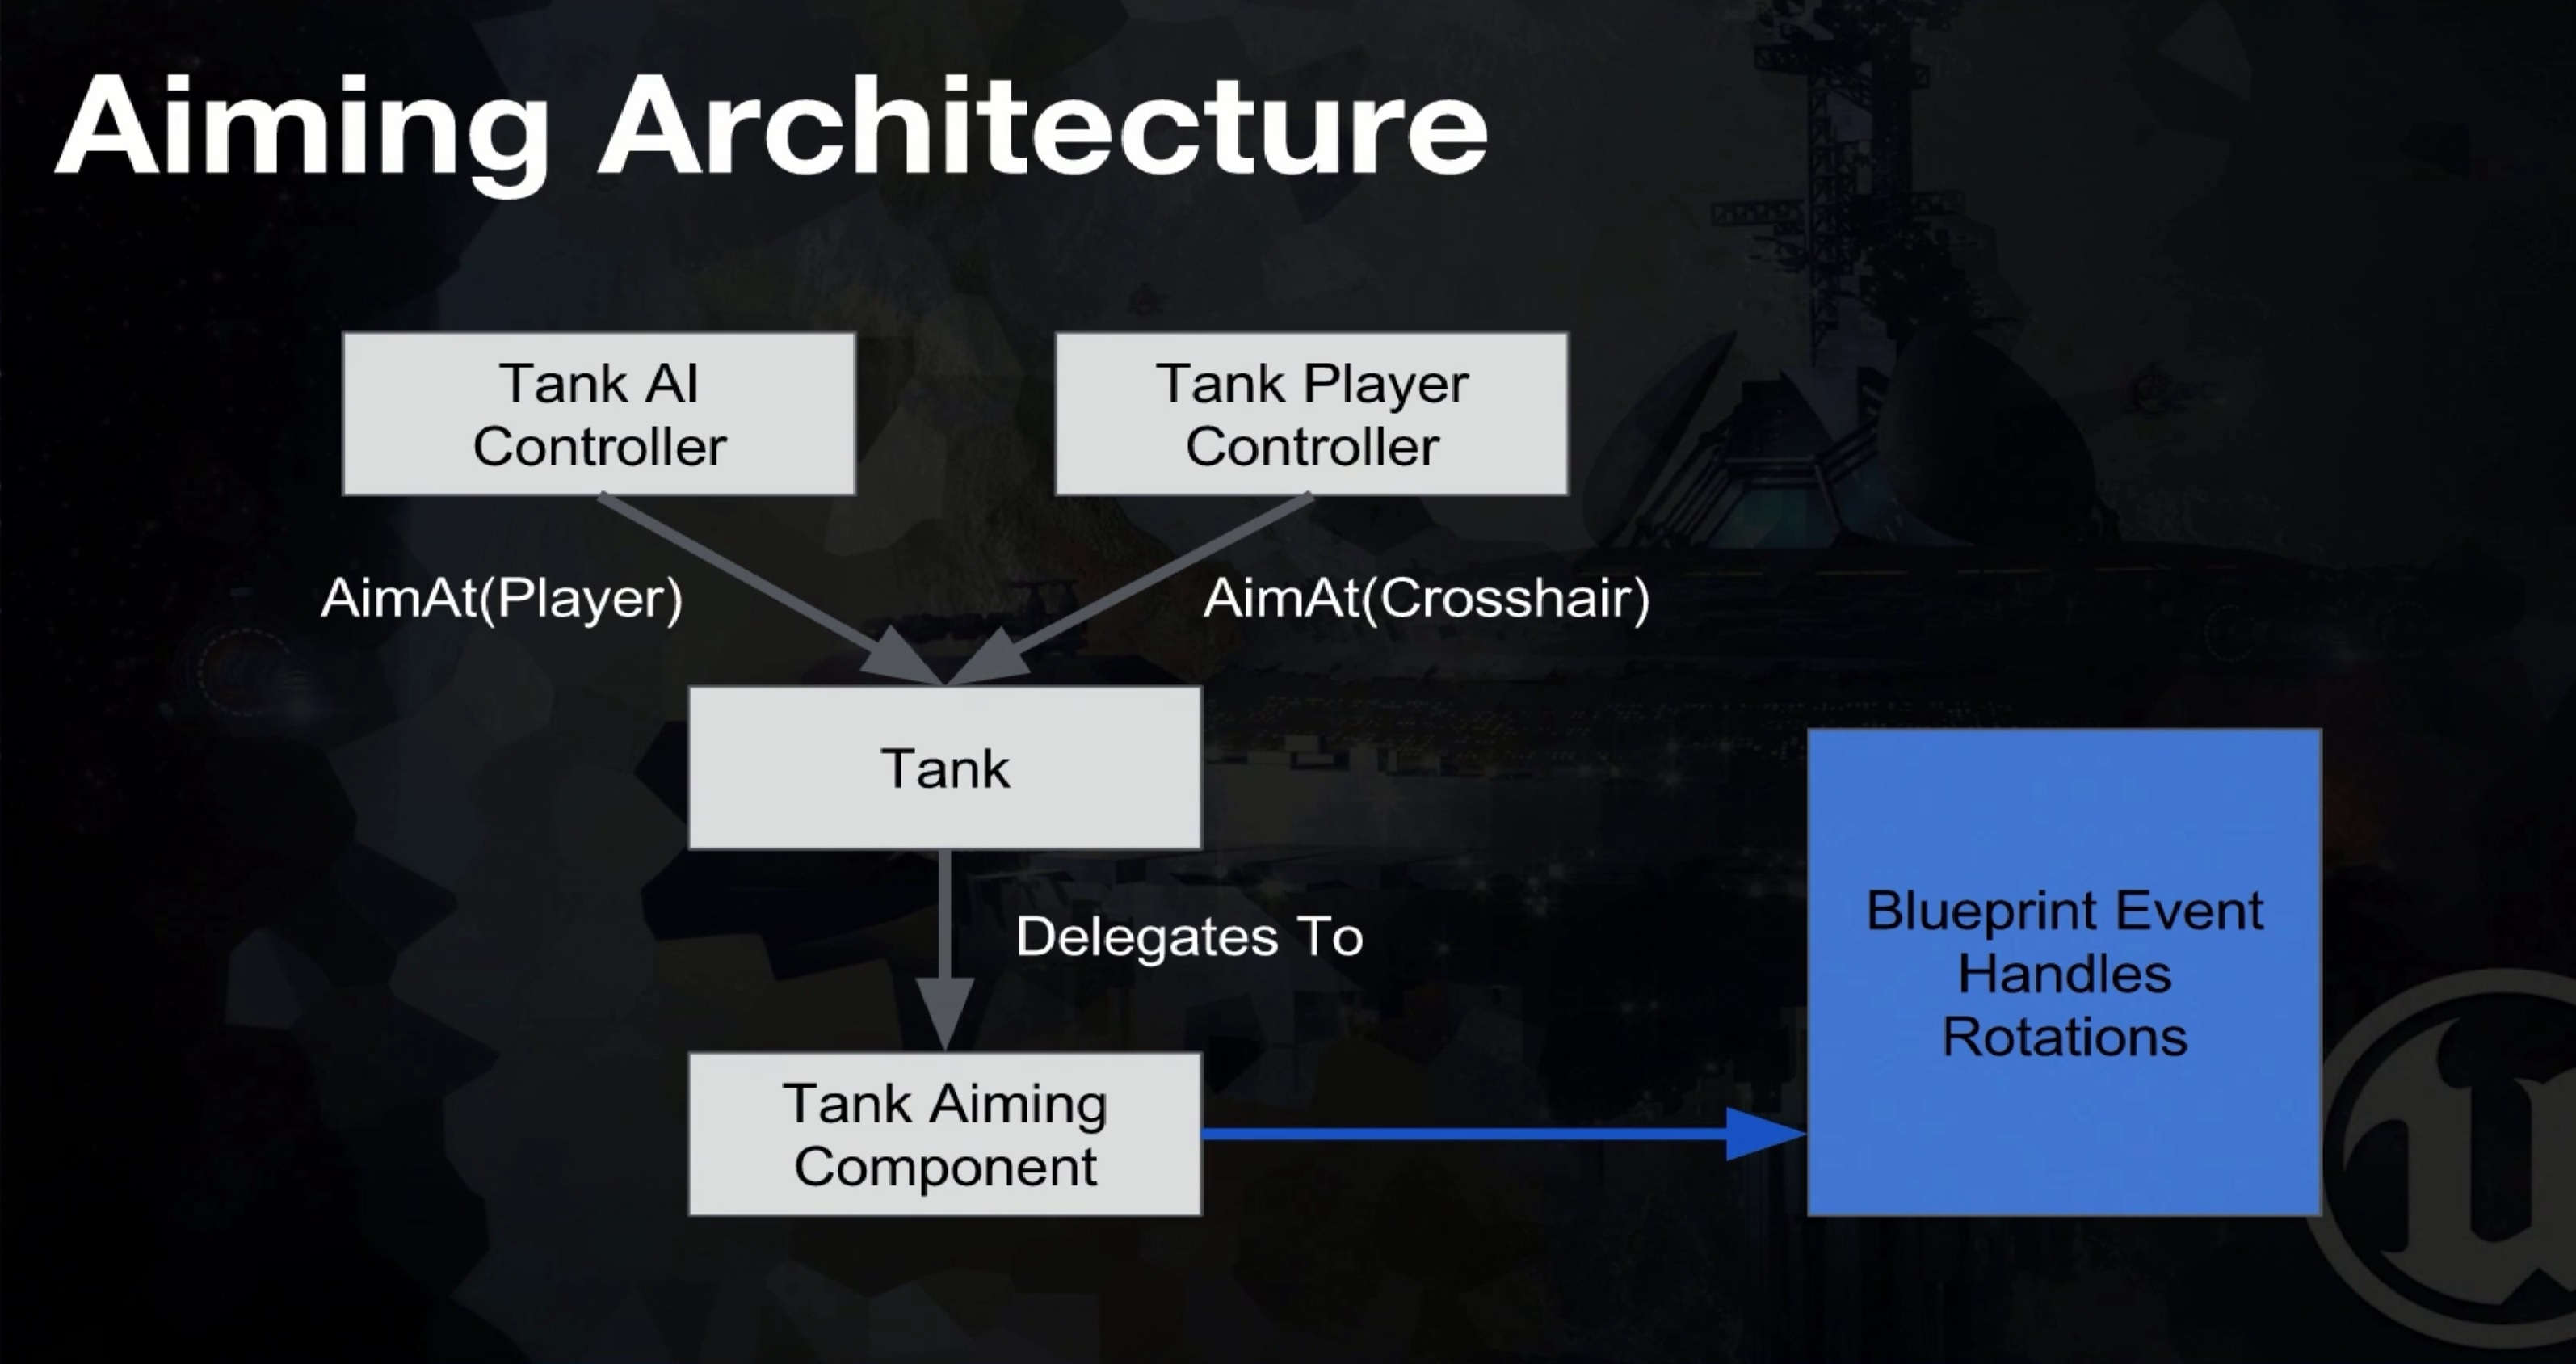 Aiming Architecture
Tank AI
Controller
Tank Player
Controller
AimAt(Player)
AimAt(Crosshair)
Tank
Delegates To
Blueprint Event
Handles
Rotations
Tank Aiming
Component